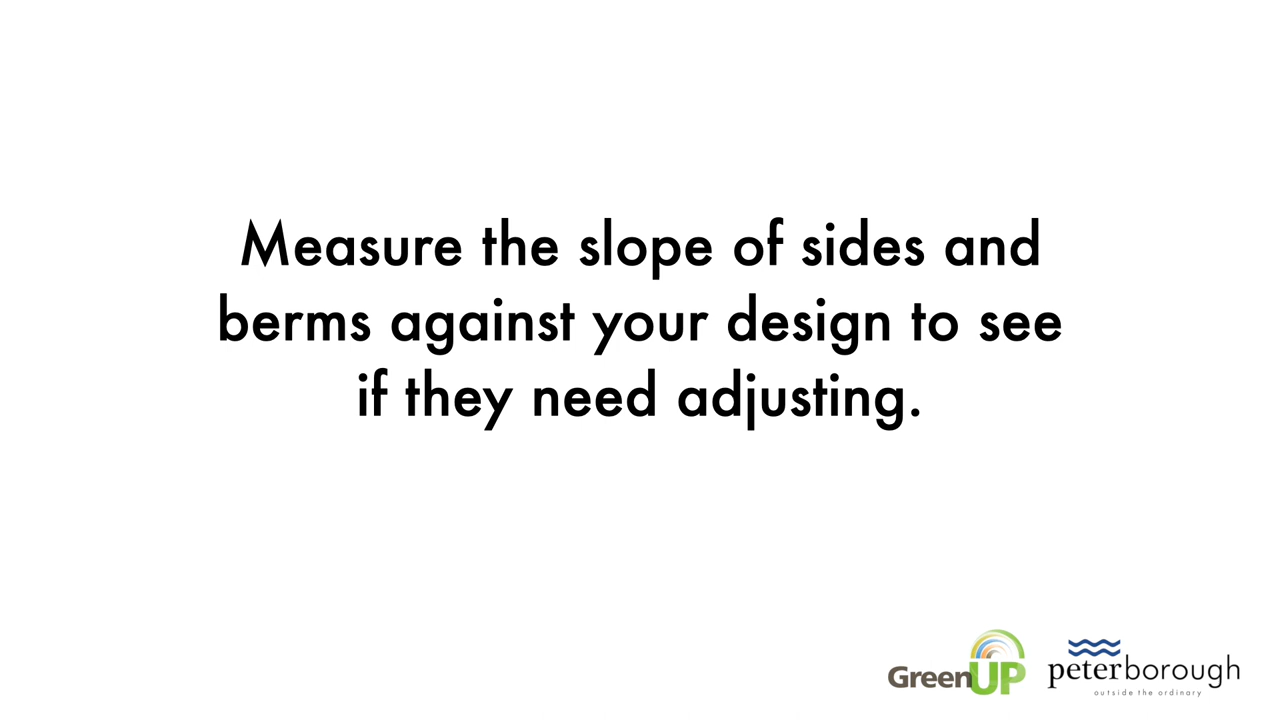 Measure the slope of sides and
berms against your design to see
if they need adjusting.
GreenUP
peterborough
outside the ordinary